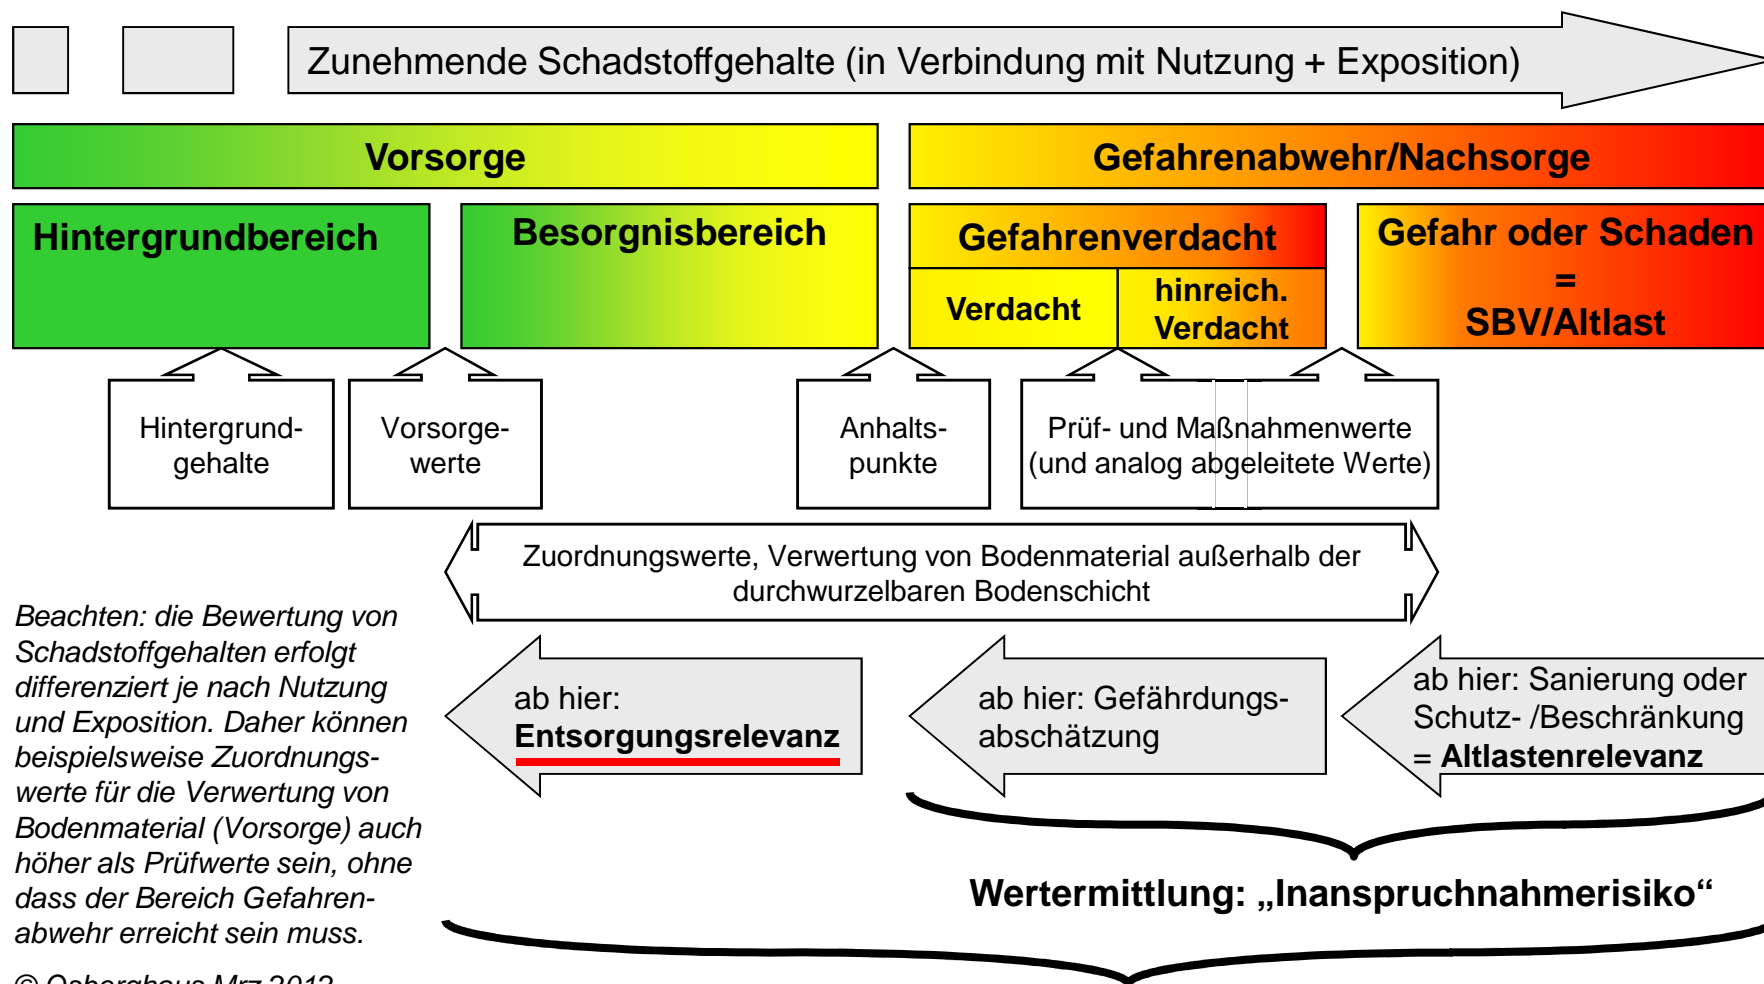 Zunehmende Schadstoffgehalte (in Verbindung mit Nutzung + Exposition)
Vorsorge
Gefahrenabwehr/Nachsorge
Hintergrundbereich
Besorgnisbereich
Gefahrenverdacht
Verdacht
hinreich.
Verdacht
Gefahr oder Schaden
=
SBV/Altlast
Hintergrund-
gehalte
Vorsorge-
werte
Anhalts-
punkte
Prüf- und Maßnahmenwerte
(und analog abgeleitete Werte)
Zuordnungswerte, Verwertung von Bodenmaterial außerhalb der
durchwurzelbaren Bodenschicht
Beachten: die Bewertung von
Schadstoffgehalten erfolgt
differenziert je nach Nutzung
und Exposition. Daher können
beispielsweise Zuordnungs-
werte für die Verwertung von
Bodenmaterial (Vorsorge) auch
höher als Prüfwerte sein, ohne
dass der Bereich Gefahren-
abwehr erreicht sein muss.
ab hier:
Entsorgungsrelevanz
ab hier: Gefährdungs-
abschätzung
ab hier: Sanierung oder
Schutz- /Beschränkung
= Altlastenrelevanz
Wertermittlung: „Inanspruchnahmerisiko“
© Osberghaus Mrz 2012